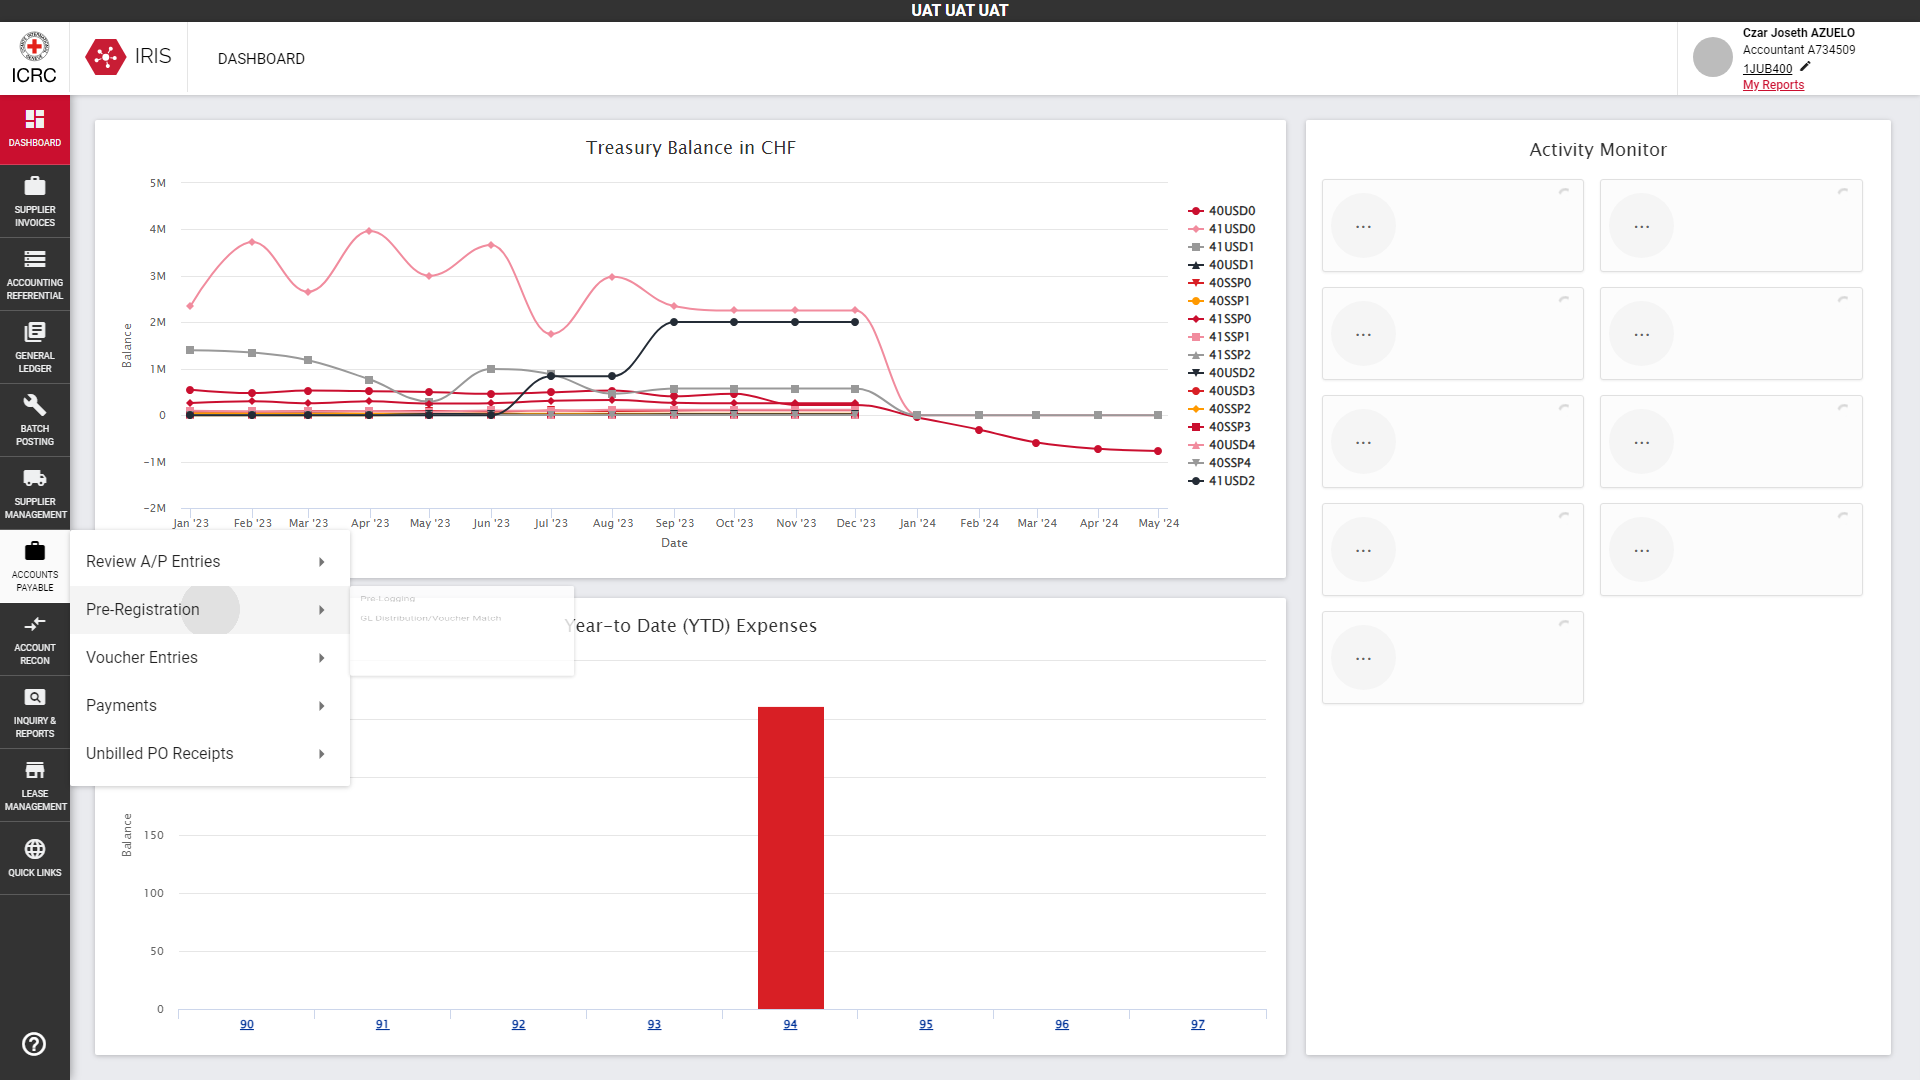 UAT UAT UAT
ICRC
IRIS
DASHBOARD
Czar Joseth AZUELO
Accountant A734509
1JUB400
My Reports
DASHBOARD
SUPPLIER
INVOICES
ACCOUNTING
REFERENTIAL
GENERAL
LEDGER
BATCH
POSTING
SUPPLIER
MANAGEMENT
ACCOUNTS
PAYABLE
ACCOUNT
RECON
INQUIRY &
REPORTS
LEASE
MANAGEMENT
QUICK LINKS
Review A/P Entries
Pre-Registration
Voucher Entries
Payments
Unbilled PO Receipts
Pre-Logging
GL Distribution/Voucher Match
Treasury Balance in CHF
Balance
5M
4M
3M
2M
1M
0
-1M
-2M
Jan '23 Feb '23 Mar '23 Apr '23 May '23 Jun '23 Jul '23 Aug '23 Sep '23 Oct '23 Nov '23 Dec '23 Jan '24 Feb '24 Mar '24 Apr '24 May '24
Date
40USD0
41USD0
41USD1
40USD1
40SSP0
40SSP1
41SSP0
41SSP1
41SSP2
40USD2
40USD3
40SSP2
40SSP3
40USD4
40SSP4
41USD2
Year-to Date (YTD) Expenses
Balance
150
100
50
0
90 91 92 93 94 95 96 97
Activity Monitor
... ...
... ...
... ...
... ...
...